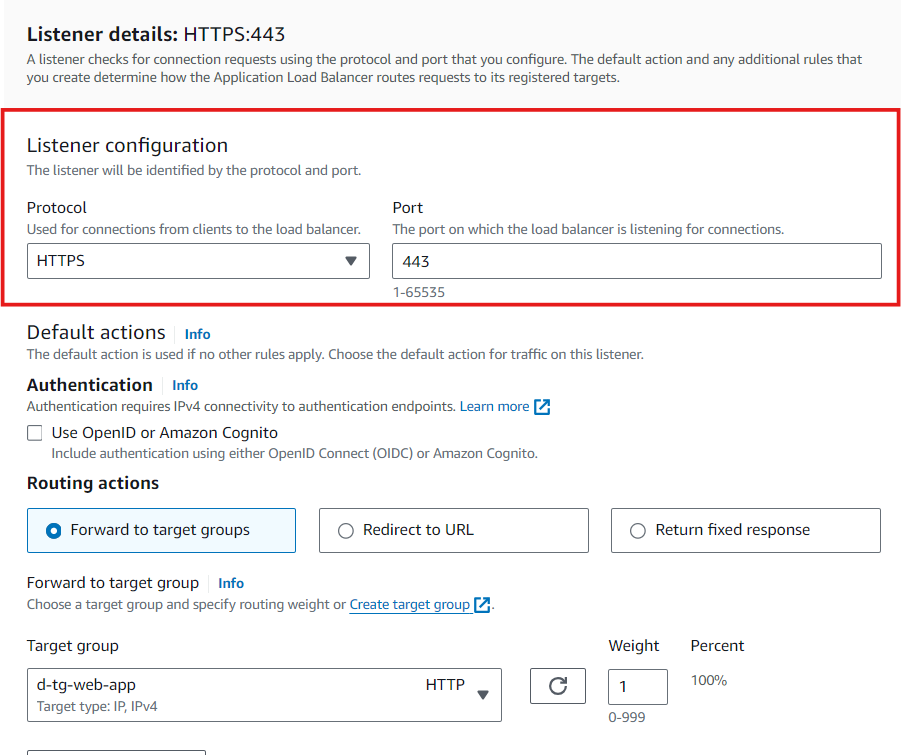 Listener details: HTTPS:443
A listener checks for connection requests using the protocol and port that you configure. The default action and any additional rules that
you create determine how the Application Load Balancer routes requests to its registered targets.
Listener configuration
The listener will be identified by the protocol and port.
Protocol
Used for connections from clients to the load balancer.
HTTPS
Port
The port on which the load balancer is listening for connections.
443
1-65535
Default actions Info
The default action is used if no other rules apply. Choose the default action for traffic on this listener.
Authentication Info
Authentication requires IPv4 connectivity to authentication endpoints. Learn more
Use OpenID or Amazon Cognito
Include authentication using either OpenID Connect (OIDC) or Amazon Cognito.
Routing actions
Forward to target groups
Redirect to URL
Return fixed response
Forward to target group Info
Choose a target group and specify routing weight or Create target group.
Target group
d-tg-web-app HTTP
Target type: IP, IPv4
Weight
1
0-999
Percent
100%